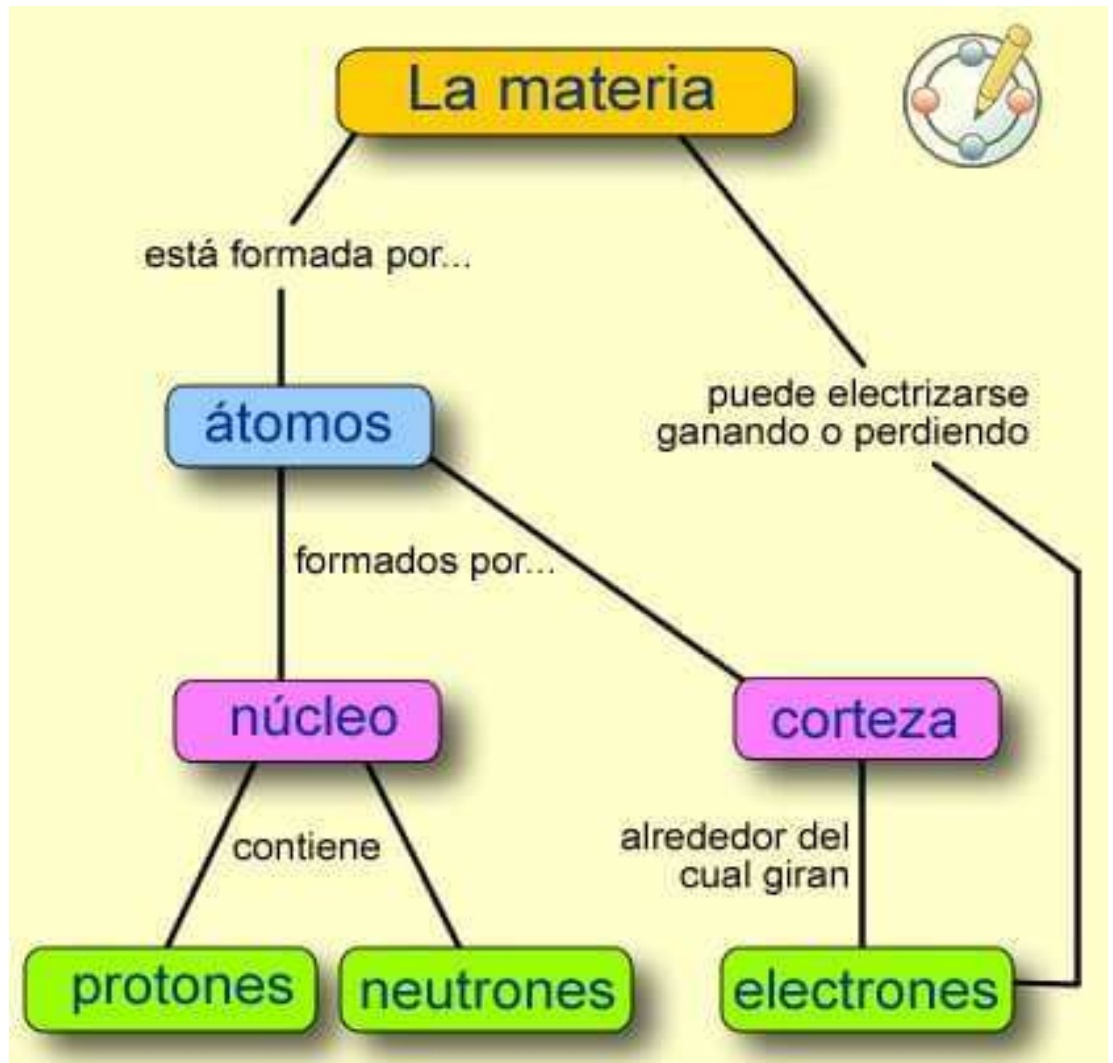 La materia
está formada por...
puede electrizarse
ganando o perdiendo
átomos
formados por...
núcleo
corteza
contiene
alrededor del
cual giran
protones
neutrones
electrones